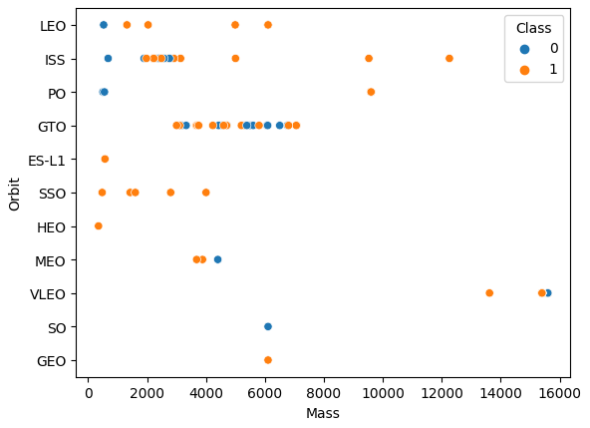 Class
0
1
LEO
ISS
PO
GTO
ES-L1
SSO
HEO
MEO
VLEO
SO
GEO
Orbit
0 2000 4000 6000 8000 10000 12000 14000 16000
Mass